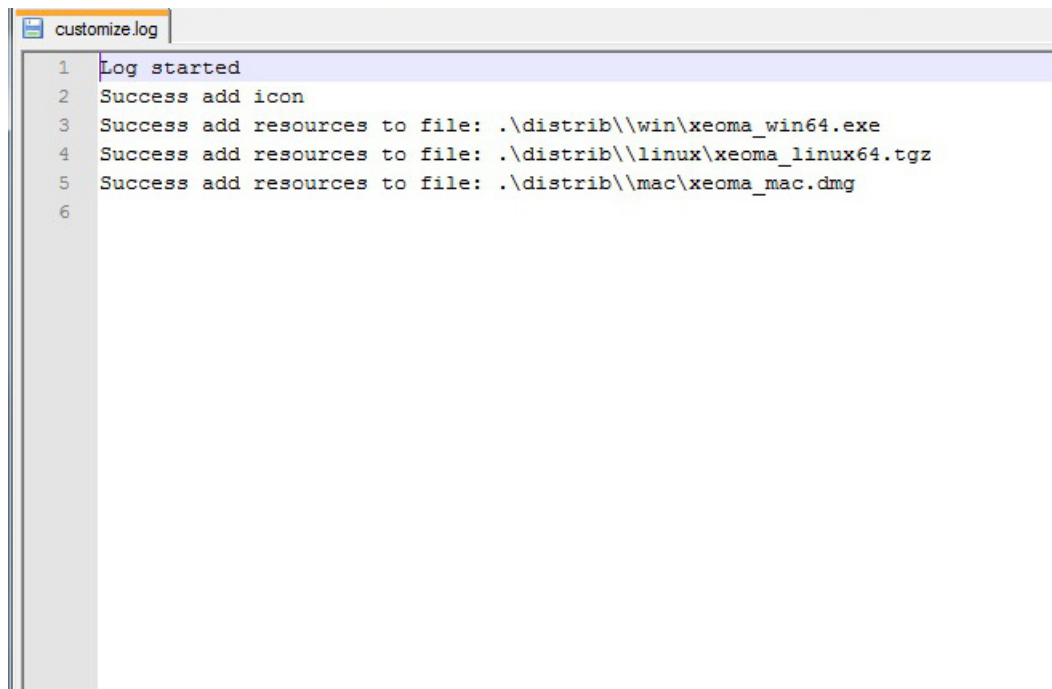 customize.log
1 Log started
2 Success add icon
3 Success add resources to file: .\distrib\\win\xeoma_win64.exe
4 Success add resources to file: .\distrib\\linux\xeoma_linux64.tgz
5 Success add resources to file: .\distrib\\mac\xeoma_mac.dmg
6